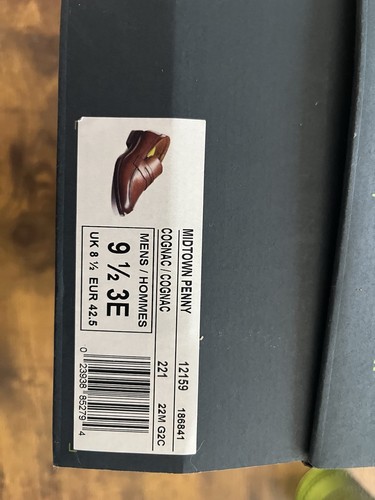 MIDTOWN PENNY 12159 186841
COGNAC / COGNAC 221 22M G2C
MENS / HOMMES
9 ½ 3E
UK 8 ½ EUR 42.5
0 23938 85279 4